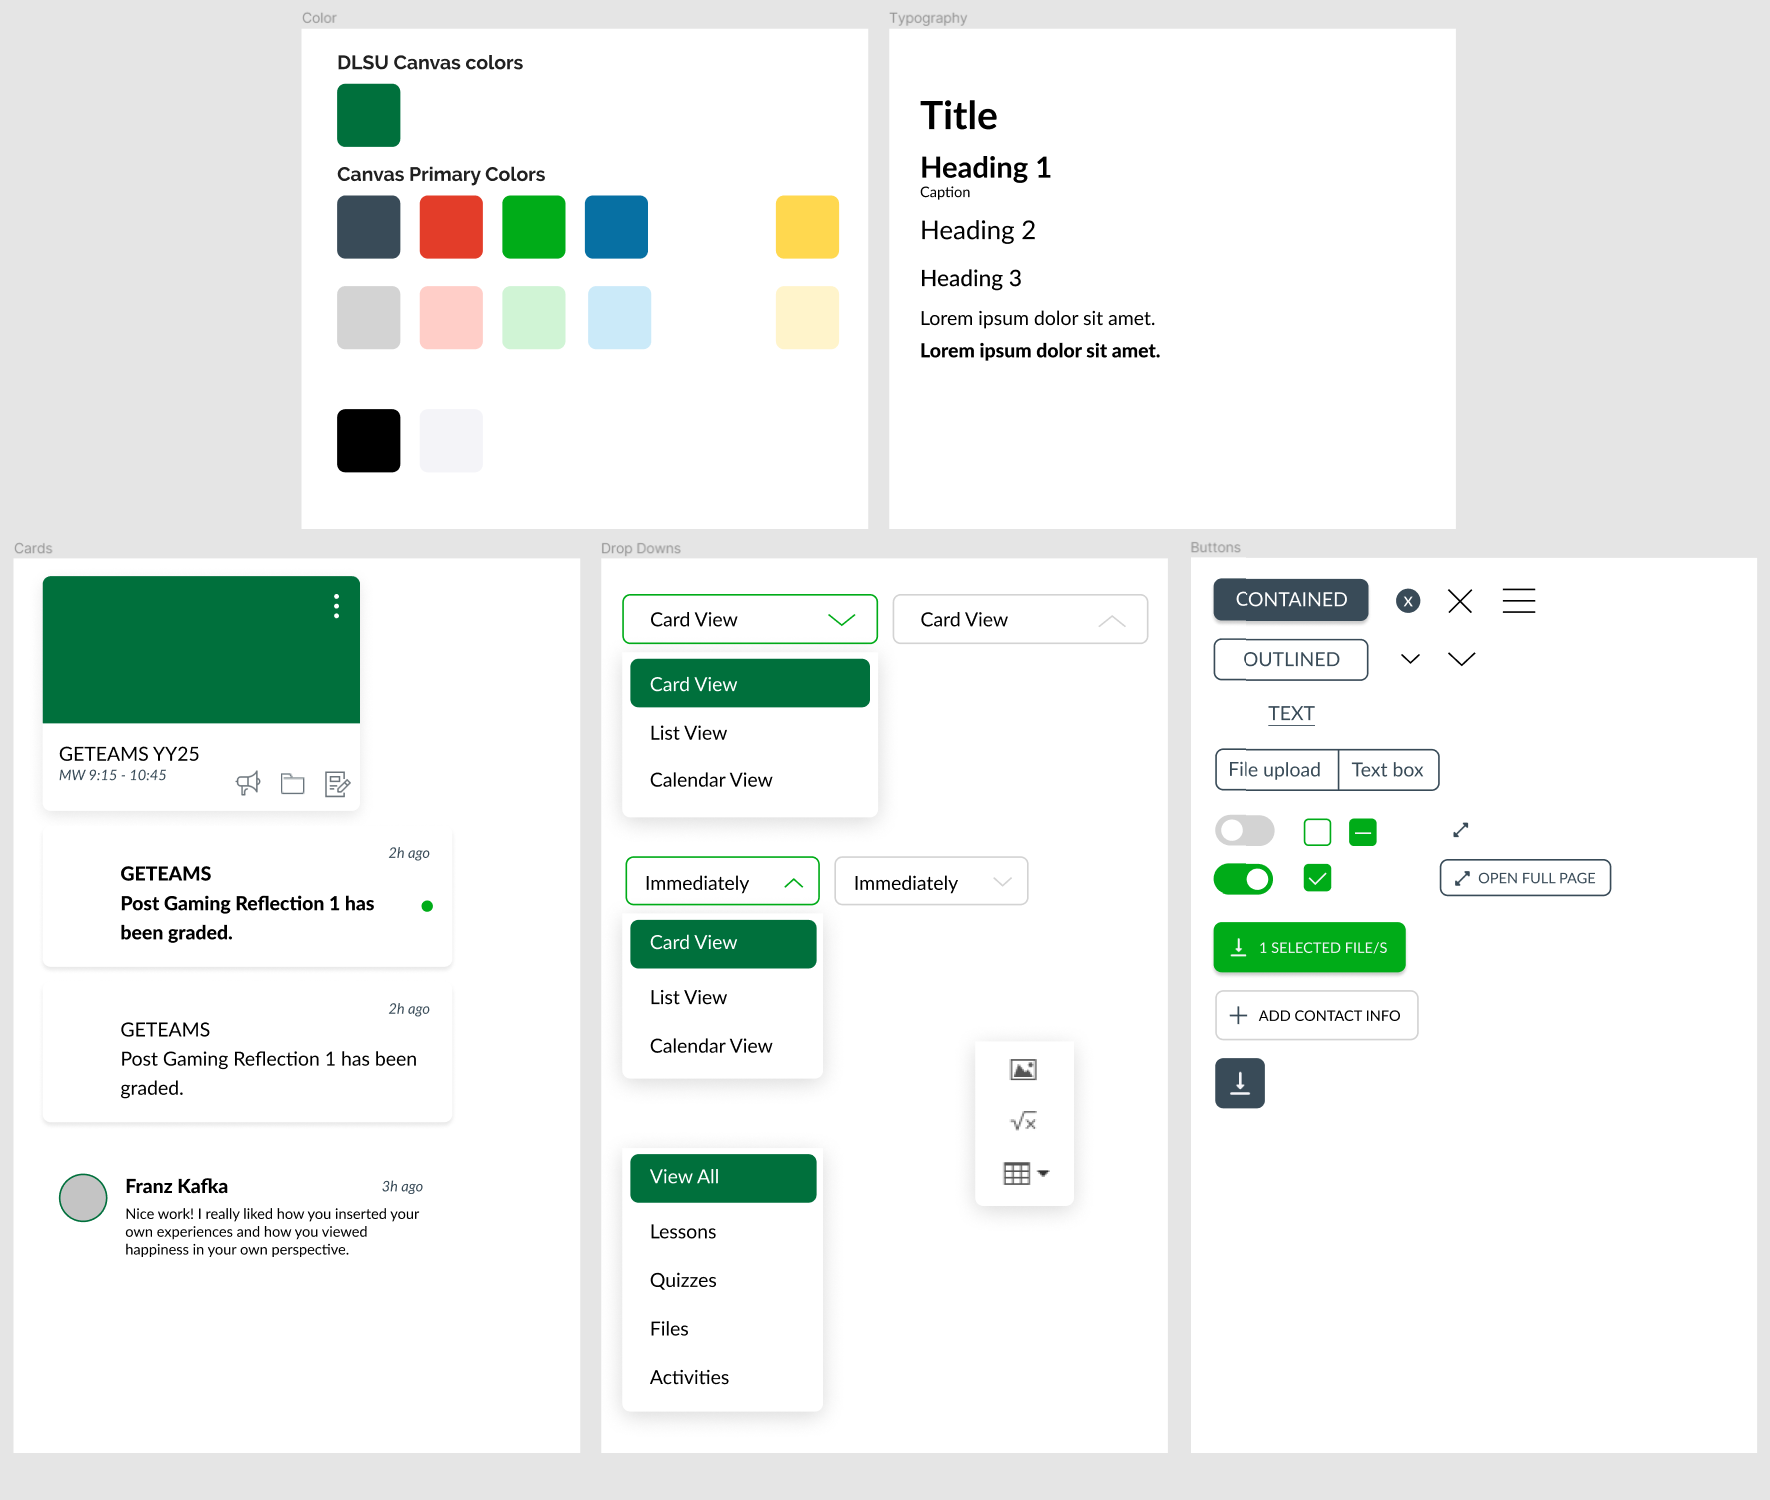 Color
DLSU Canvas colors
Canvas Primary Colors
Typography
Title
Heading 1
Caption
Heading 2
Heading 3
Lorem ipsum dolor sit amet.
Lorem ipsum dolor sit amet.
Cards
GETEAMS YY25
MW 9:15 - 10:45
2h ago
GETEAMS
Post Gaming Reflection 1 has
been graded.
2h ago
GETEAMS
Post Gaming Reflection 1 has been
graded.
Franz Kafka
3h ago
Nice work! I really liked how you inserted your
own experiences and how you viewed
happiness in your own perspective.
Drop Downs
Card View
Card View
Card View
List View
Calendar View
Immediately
Immediately
Card View
List View
Calendar View
√x
View All
Lessons
Quizzes
Files
Activities
Buttons
CONTAINED
X
OUTLINED
TEXT
File upload
Text box
OPEN FULL PAGE
1 SELECTED FILE/S
ADD CONTACT INFO